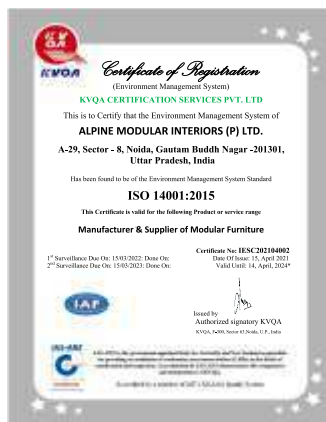 KVQA
Certificate of Registration
(Environment Management System)
KVQA CERTIFICATION SERVICES PVT. LTD
This is to Certify that the Environment Management System of
ALPINE MODULAR INTERIORS (P) LTD.
A-29, Sector - 8, Noida, Gautam Buddh Nagar -201301,
Uttar Pradesh, India
Has been found to be of the Environment Management System Standard
ISO 14001:2015
This Certificate is valid for the following Product or service range
Manufacturer & Supplier of Modular Furniture
Certificate No: IESC202104002
1st Surveillance Due On: 15/03/2022: Done On: Date Of Issue: 15, April 2021
2nd Surveillance Due On: 15/03/2023: Done On: Valid Until: 14, April, 2024*
IAF
Issued by
Authorized signatory KVQA
KVQA, Sector 63,Noida, U.P., India